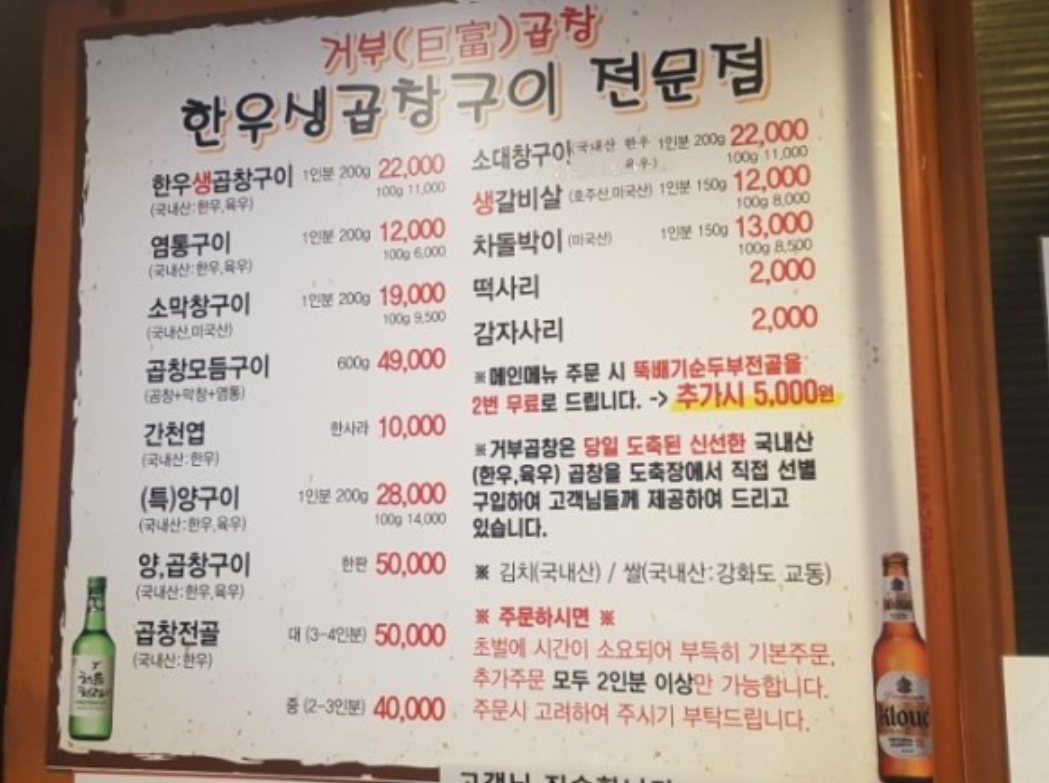 거부(巨富)곱창
한우생곱창구이 전문점
한우생곱창구이 1인분 200g 22,000
(국내산:한우,육우) 100g 11,000
염통구이 1인분 200g 12,000
(국내산:한우,육우) 100g 6,000
소막창구이 1인분 200g 19,000
(국내산,미국산) 100g 9,500
곱창모듬구이 600g 49,000
(곱창+막창+염통)
간천엽 한사라 10,000
(국내산:한우)
(특)양구이 1인분 200g 28,000
(국내산:한우,육우) 100g 14,000
양,곱창구이 한판 50,000
(국내산:한우,육우)
곱창전골 대 (3-4인분) 50,000
(국내산:한우)
중 (2-3인분) 40,000
소대창구이(국내산 한우 육우) 1인분 200g 22,000
100g 11,000
생갈비살 (호주산,미국산) 1인분 150g 12,000
100g 8,000
차돌박이 (미국산) 1인분 150g 13,000
100g 8,500
떡사리 2,000
감자사리 2,000
※메인메뉴 주문 시 뚝배기순두부전골을
2번 무료로 드립니다. -> 추가시 5,000원
※거부곱창은 당일 도축된 신선한 국내산
(한우,육우) 곱창을 도축장에서 직접 선별
구입하여 고객님들께 제공하여 드리고
있습니다.
※ 김치(국내산) / 쌀(국내산:강화도 교동)
※ 주문하시면 ※
초벌에 시간이 소요되어 부득히 기본주문,
추가주문 모두 2인분 이상만 가능합니다.
주문시 고려하여 주시기 부탁드립니다.
처음처럼
Kloud